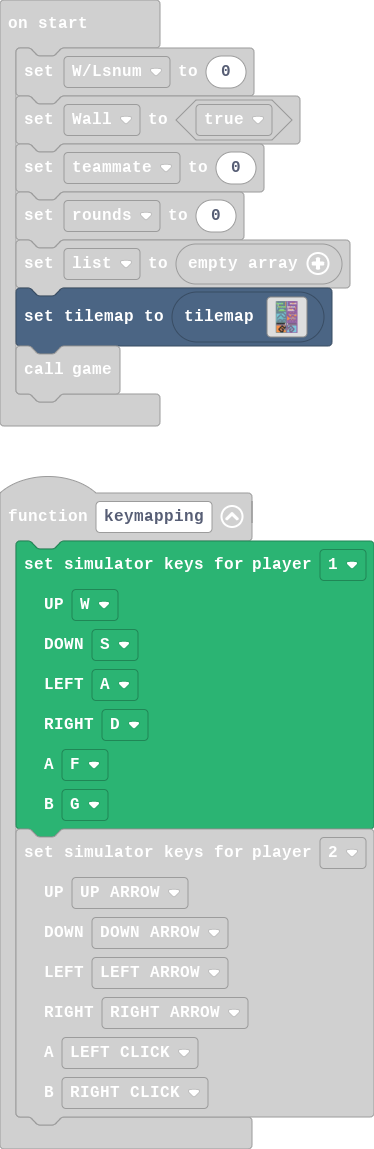 on start
set W/Lsnum to 0
set Wall to true
set teammate to 0
set rounds to 0
set list to empty array
set tilemap to tilemap
call game
function keymapping
set simulator keys for player 1
UP W
DOWN S
LEFT A
RIGHT D
A F
B G
set simulator keys for player 2
UP UP ARROW
DOWN DOWN ARROW
LEFT LEFT ARROW
RIGHT RIGHT ARROW
A LEFT CLICK
B RIGHT CLICK